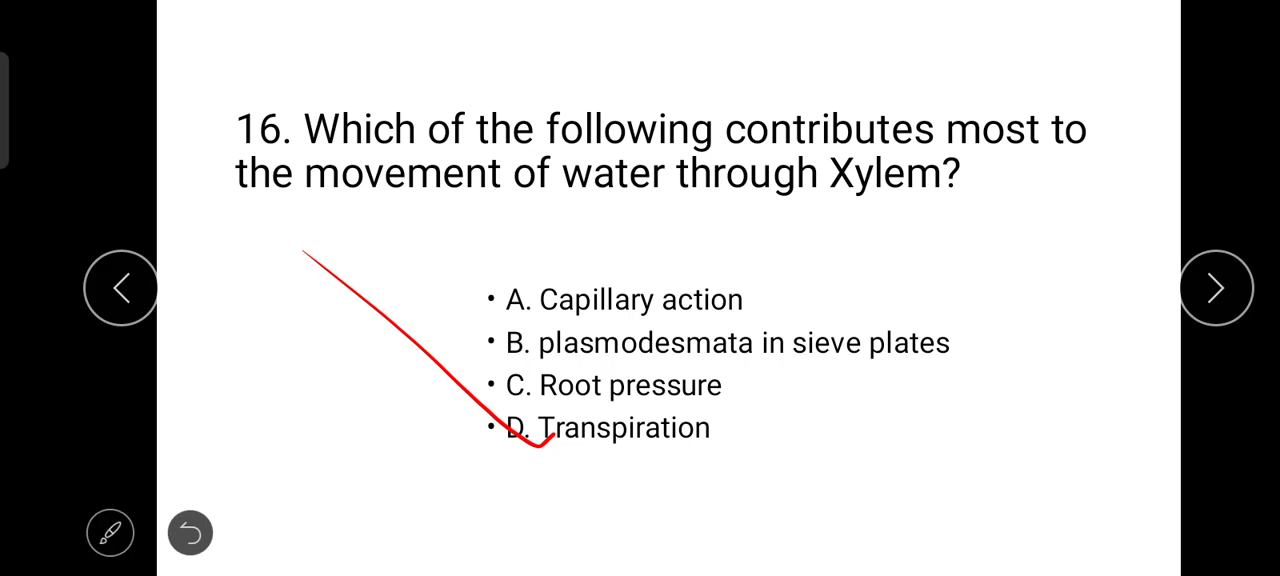 16. Which of the following contributes most to
the movement of water through Xylem?
• A. Capillary action
• B. plasmodesmata in sieve plates
• C. Root pressure
• D. Transpiration